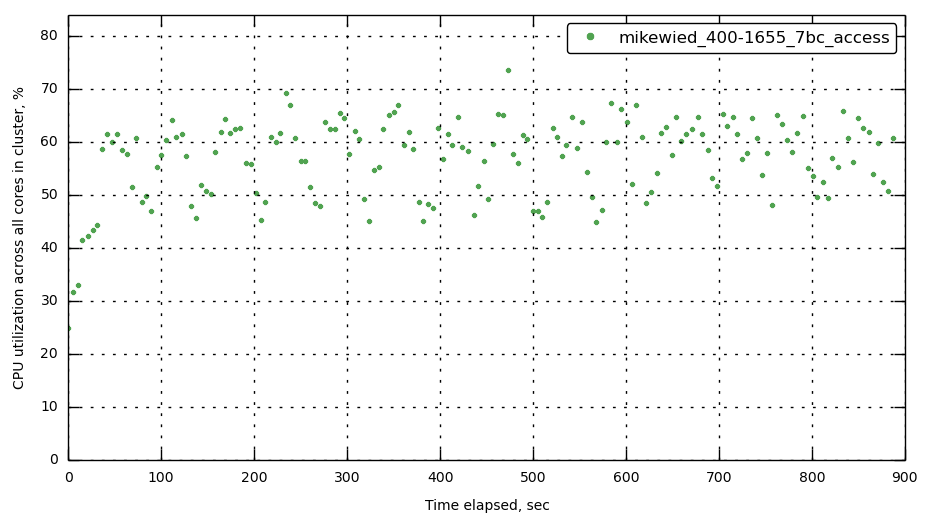 mikewied_400-1655_7bc_access
CPU utilization across all cores in cluster, %
80
70
60
50
40
30
20
10
0
0 100 200 300 400 500 600 700 800 900
Time elapsed, sec